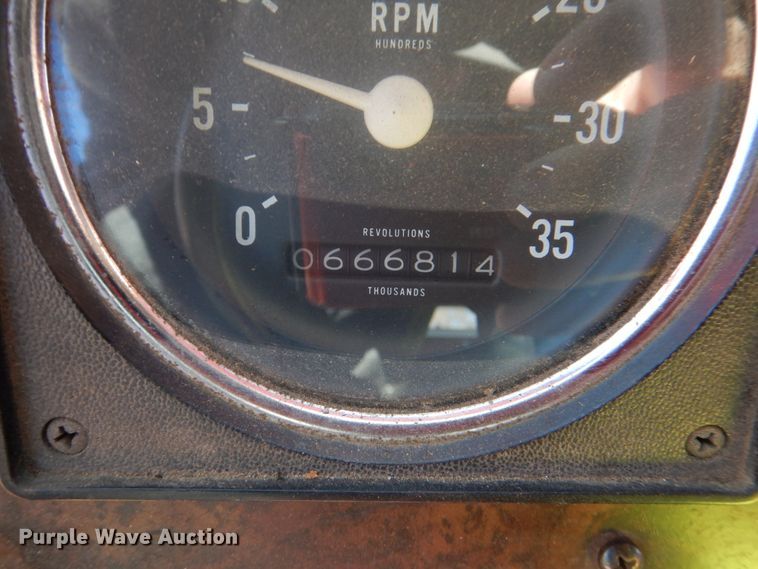 RPM
HUNDREDS
5
30
0
35
REVOLUTIONS
0666814
THOUSANDS
Purple Wave Auction